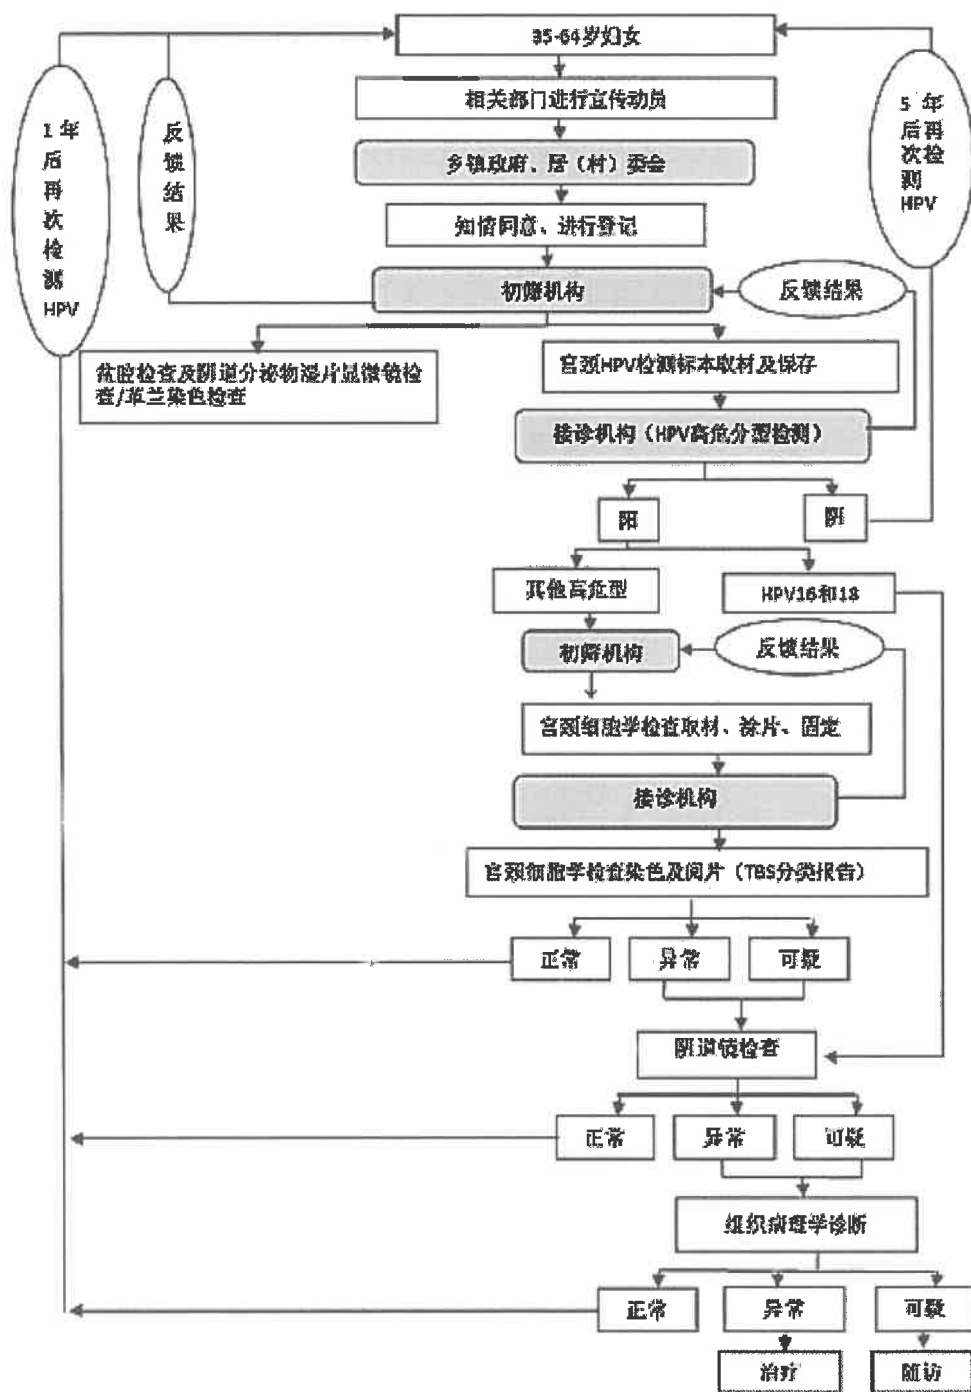 35-64岁妇女
相关部门进行宣传动员
乡镇政府、居（村）委会
知情同意、进行登记
初筛机构
反馈结果
1年
后
再
次
检
测
HPV
反
馈
结
果
5 年
后再
次检
测
HPV
盆腔检查及阴道分泌物湿片显微镜检
查/革兰染色检查
宫颈HPV检测标本取材及保存
接诊机构（HPV高危分型检测）
阳
阴
其他高危型
HPV16和18
初筛机构
反馈结果
宫颈细胞学检查取材、涂片、固定
接诊机构
宫颈细胞学检查染色及阅片（TBS分类报告）
正常
异常
可疑
阴道镜检查
正常
异常
可疑
组织病理学诊断
正常
异常
可疑
治疗
随访